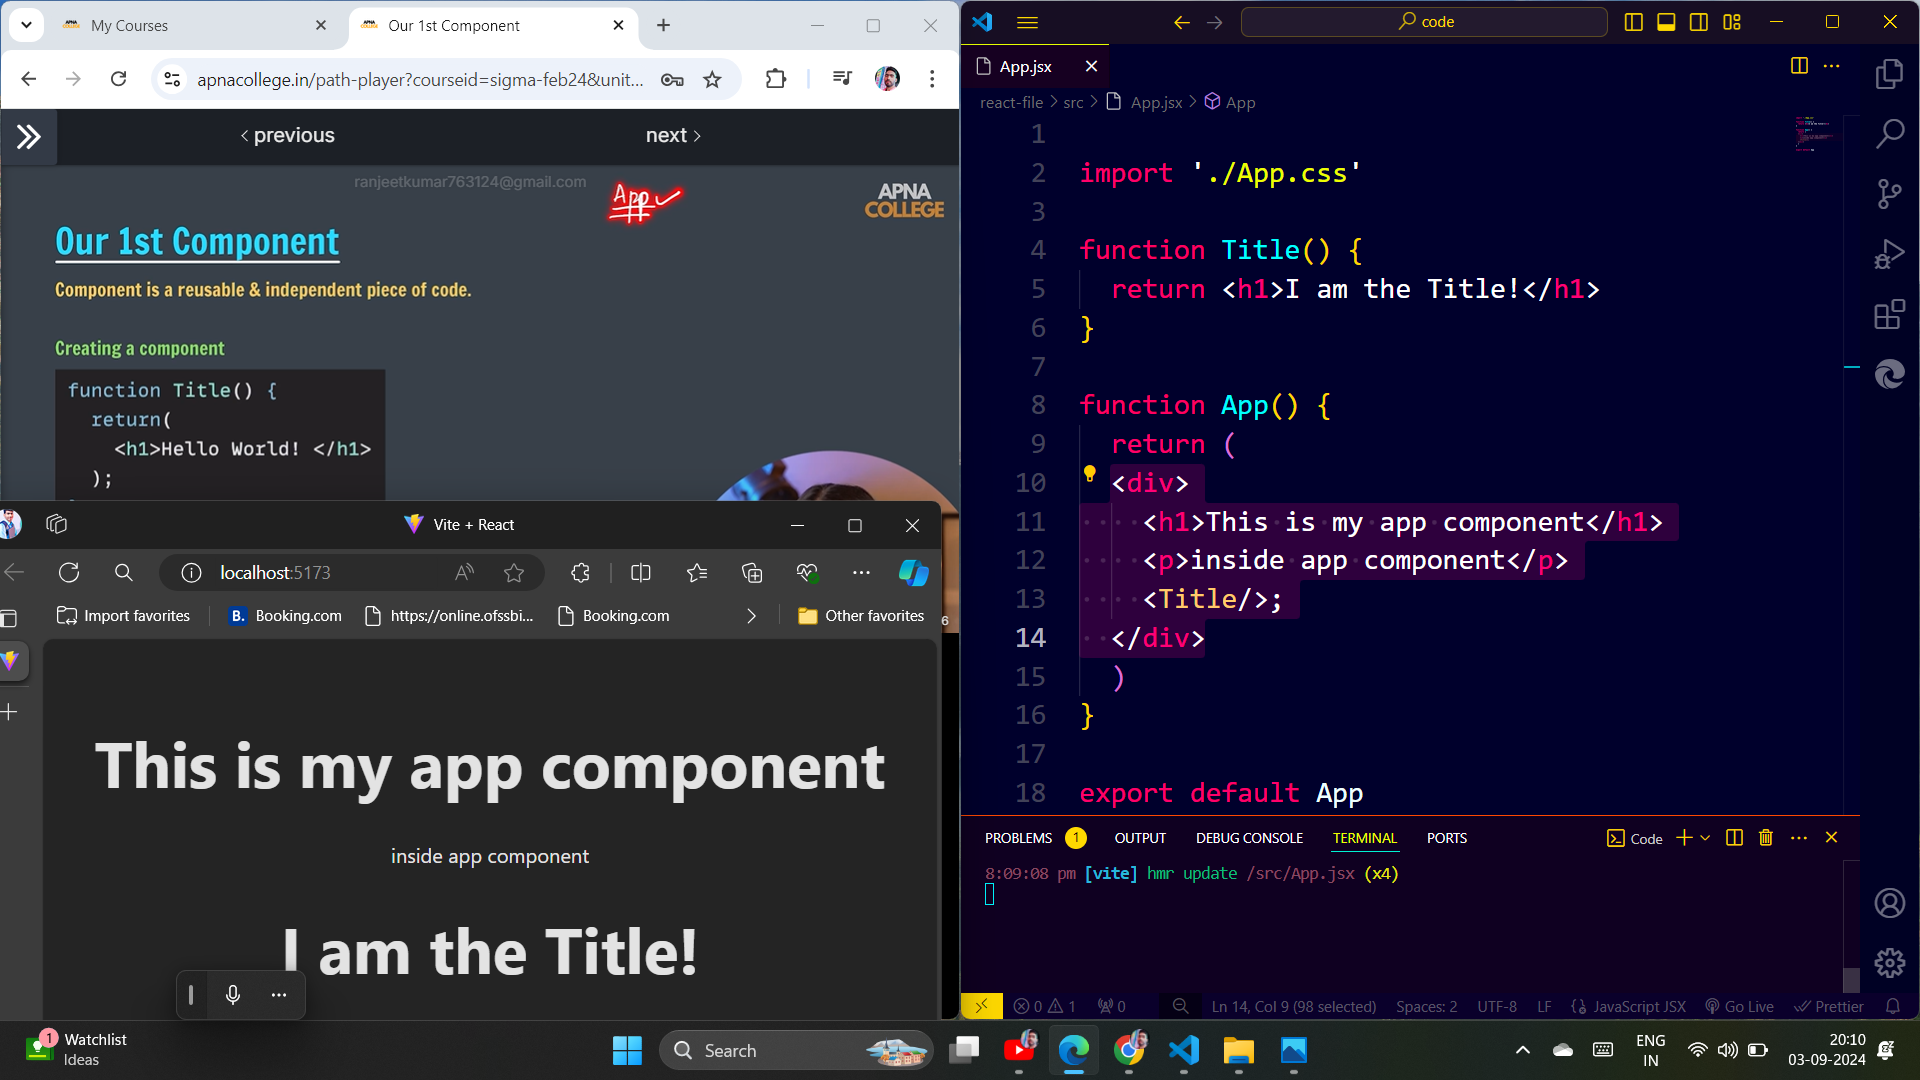 My Courses
Our 1st Component
apnacollege.in/path-player?courseid=sigma-feb24&unit...
previous
next
ranjeetkumar763124@gmail.com
App
APNA
COLLEGE
Our 1st Component
Component is a reusable & independent piece of code.
Creating a component
function Title() {
return(
<h1>Hello World! </h1>
);
Vite + React
localhost:5173
Import favorites
B. Booking.com
https://online.ofssbi...
Booking.com
Other favorites
6
This is my app component
inside app component
I am the Title!
code
App.jsx
react-file > src > App.jsx > App
1
2 import './App.css'
3
4 function Title() {
5 return <h1>I am the Title!</h1>
6 }
7
8 function App() {
9 return (
10 <div>
11 <h1>This is my app component</h1>
12 <p>inside app component</p>
13 <Title/>;
14 </div>
15 )
16 }
17
18 export default App
PROBLEMS 1 OUTPUT DEBUG CONSOLE TERMINAL PORTS
Code
8:09:08 pm [vite] hmr update /src/App.jsx (x4)
0 1 0 Ln 14, Col 9 (98 selected) Spaces: 2 UTF-8 LF JavaScript JSX Go Live Prettier
1
Watchlist
Ideas
Search
ENG
IN
20:10
03-09-2024